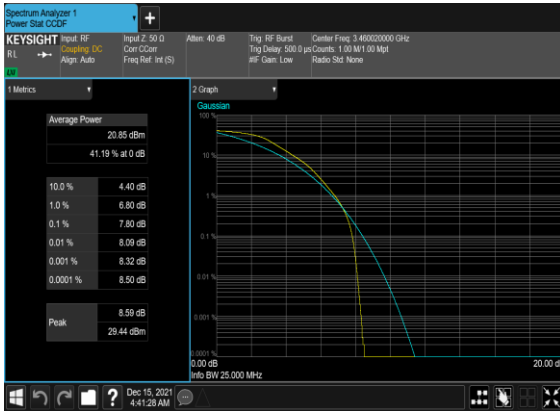 Spectrum Analyzer 1
Power Stat CCDF
+
KEYSIGHT
RL
LV
Input: RF
Coupling: DC
Align: Auto
Input Z: 50 Ω
Corr CCorr
Freq Ref: Int (S)
Atten: 40 dB
Trig: RF Burst
Trig Delay: 500.0 µs
#IF Gain: Low
Center Freq: 3.460020000 GHz
Counts: 1.00 M/1.00 Mpt
Radio Std: None
1 Metrics
Average Power
20.85 dBm
41.19 % at 0 dB
10.0 % 4.40 dB
1.0 % 6.80 dB
0.1 % 7.80 dB
0.01 % 8.09 dB
0.001 % 8.32 dB
0.0001 % 8.50 dB
Peak
8.59 dB
29.44 dBm
2 Graph
Gaussian
100 %
10 %
1 %
0.1 %
0.01 %
0.001 %
0.0001 %
0.00 dB
20.00 d
Info BW 25.000 MHz
?
Dec 15, 2021
4:41:28 AM